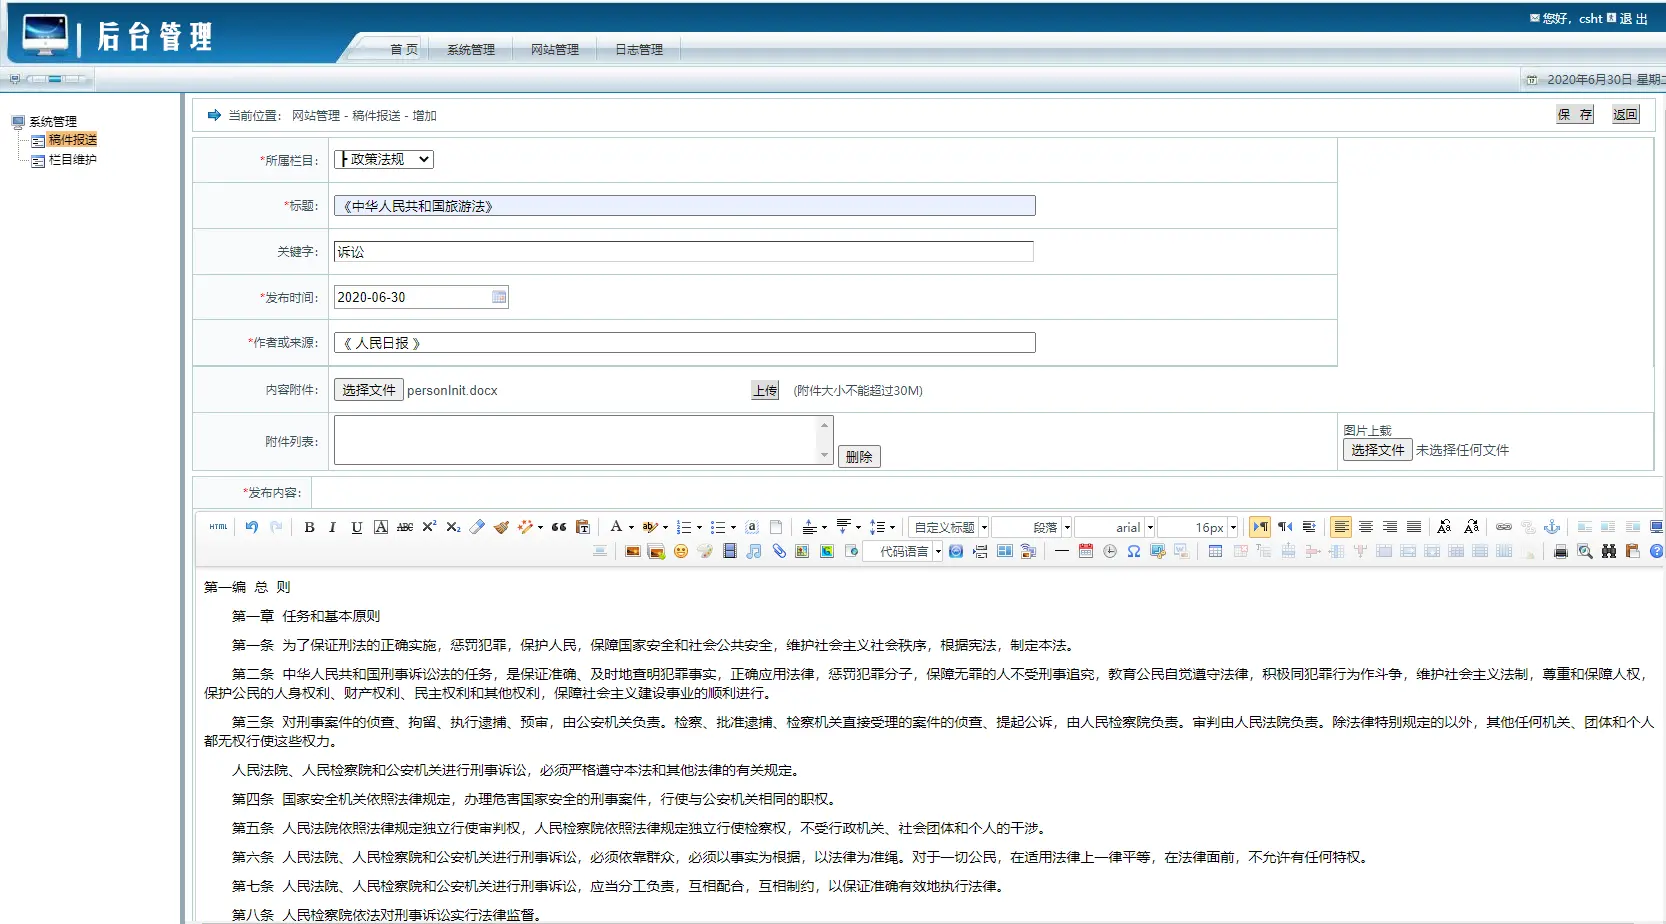 后台管理
您好，csht 退 出
首 页 系统管理 网站管理 日志管理
2020年6月30日 星期二
系统管理
稿件报送
栏目维护
当前位置： 网站管理 - 稿件报送 - 增加
保 存 返回
*所属栏目： ┣ 政策法规
*标题： 《中华人民共和国旅游法》
关键字： 诉讼
*发布时间： 2020-06-30
*作者或来源： 《 人民日报 》
内容附件： 选择文件 personInit.docx 上传 (附件大小不能超过30M)
附件列表： 删除
图片上载
选择文件 未选择任何文件
*发布内容：
HTML B I U A ABC X² X₂ A ab a 自定义标题 段落 arial 16px
代码语言
第一编 总 则
第一章 任务和基本原则
第一条 为了保证刑法的正确实施，惩罚犯罪，保护人民，保障国家安全和社会公共安全，维护社会主义社会秩序，根据宪法，制定本法。
第二条 中华人民共和国刑事诉讼法的任务，是保证准确、及时地查明犯罪事实，正确应用法律，惩罚犯罪分子，保障无罪的人不受刑事追究，教育公民自觉遵守法律，积极同犯罪行为作斗争，维护社会主义法制，尊重和保障人权，
保护公民的人身权利、财产权利、民主权利和其他权利，保障社会主义建设事业的顺利进行。
第三条 对刑事案件的侦查、拘留、执行逮捕、预审，由公安机关负责。检察、批准逮捕、检察机关直接受理的案件的侦查、提起公诉，由人民检察院负责。审判由人民法院负责。除法律特别规定的以外，其他任何机关、团体和个人
都无权行使这些权力。
人民法院、人民检察院和公安机关进行刑事诉讼，必须严格遵守本法和其他法律的有关规定。
第四条 国家安全机关依照法律规定，办理危害国家安全的刑事案件，行使与公安机关相同的职权。
第五条 人民法院依照法律规定独立行使审判权，人民检察院依照法律规定独立行使检察权，不受行政机关、社会团体和个人的干涉。
第六条 人民法院、人民检察院和公安机关进行刑事诉讼，必须依靠群众，必须以事实为根据，以法律为准绳。对于一切公民，在适用法律上一律平等，在法律面前，不允许有任何特权。
第七条 人民法院、人民检察院和公安机关进行刑事诉讼，应当分工负责，互相配合，互相制约，以保证准确有效地执行法律。
第八条 人民检察院依法对刑事诉讼实行法律监督。